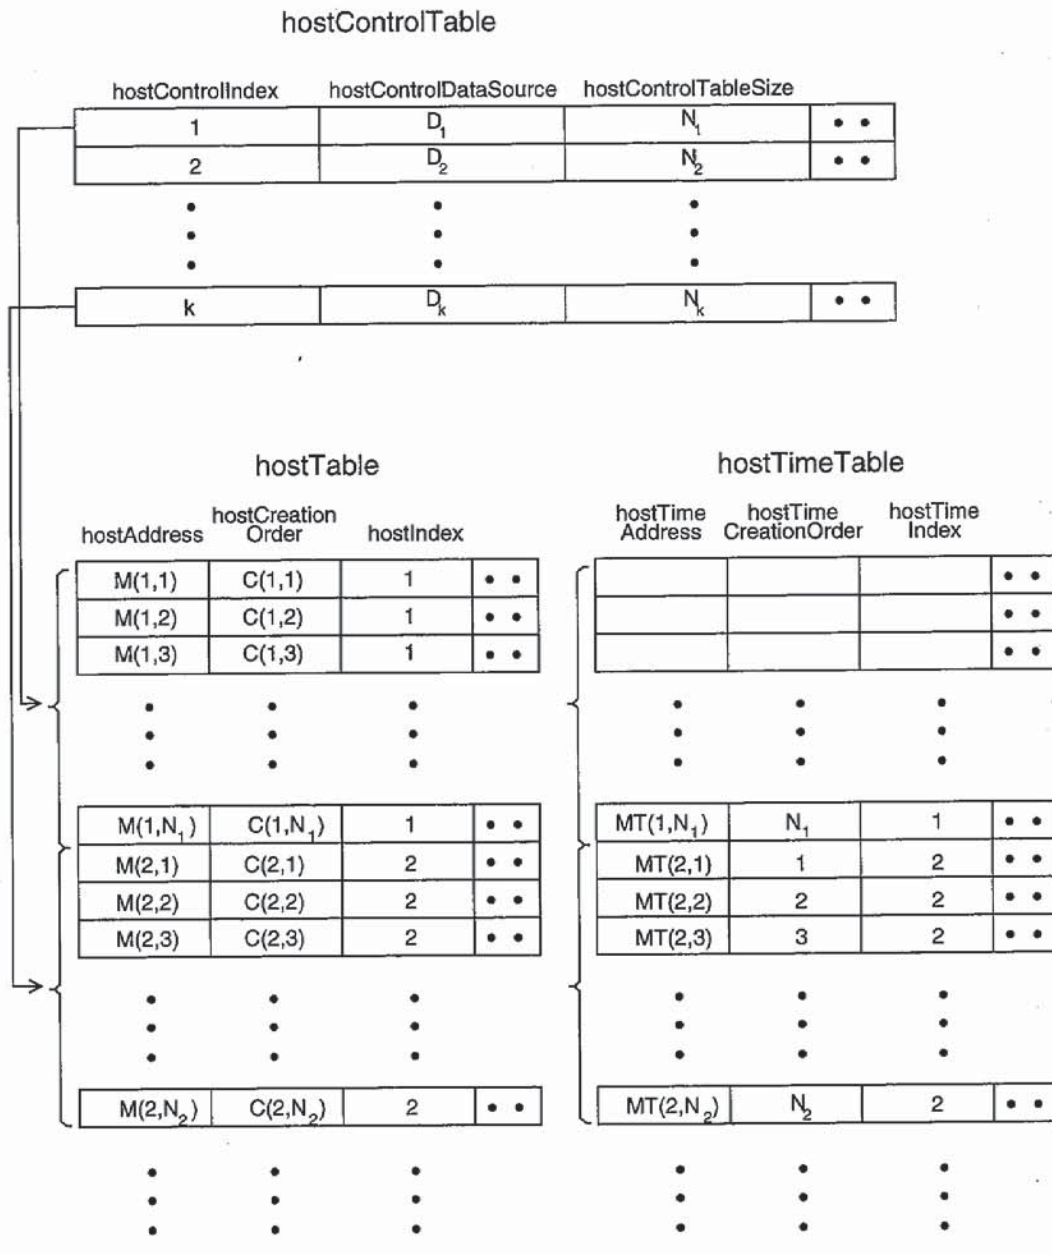 hostControlTable
hostControlIndex hostControlDataSource hostControlTableSize
1 D₁ N₁ • •
2 D₂ N₂ • •
k Dₖ Nₖ • •
hostTable hostTimeTable
hostAddress hostCreation Order hostIndex hostTime Address hostTime CreationOrder hostTime Index
M(1,1) C(1,1) 1 • • • •
M(1,2) C(1,2) 1 • • • •
M(1,3) C(1,3) 1 • • • •
M(1,N₁) C(1,N₁) 1 • • MT(1,N₁) N₁ 1 • •
M(2,1) C(2,1) 2 • • MT(2,1) 1 2 • •
M(2,2) C(2,2) 2 • • MT(2,2) 2 2 • •
M(2,3) C(2,3) 2 • • MT(2,3) 3 2 • •
M(2,N₂) C(2,N₂) 2 • • MT(2,N₂) N₂ 2 • •